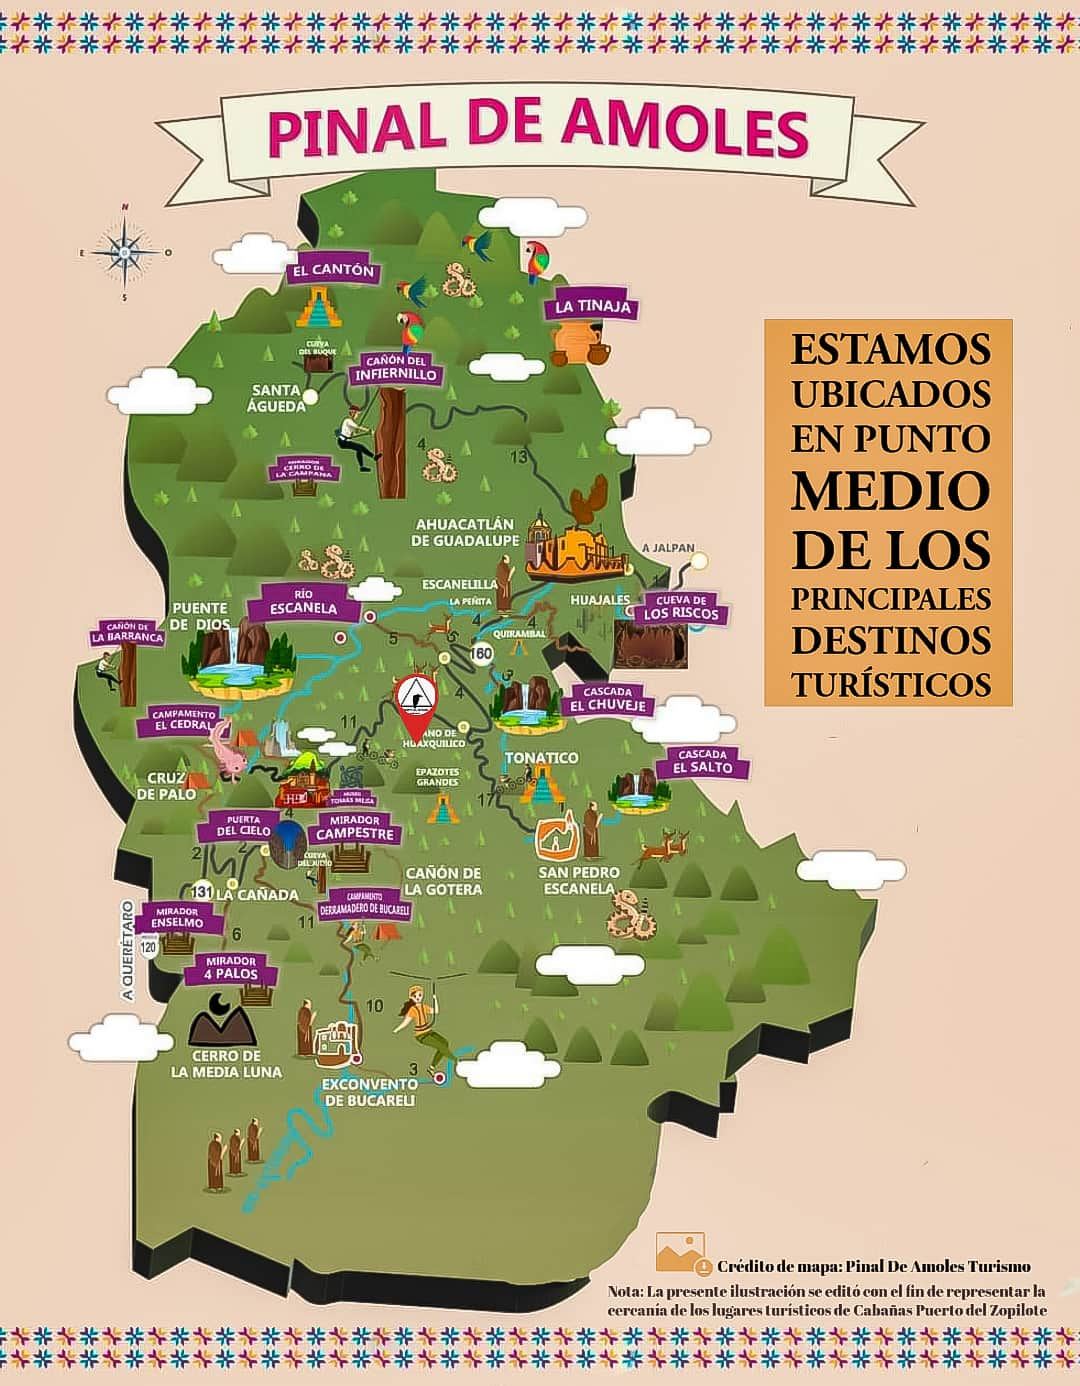 PINAL DE AMOLES
N
E
O
S
EL CANTÓN
LA TINAJA
CUEVA
DEL BUQUE
CAÑÓN DEL
INFIERNILLO
SANTA
ÁGUEDA
4
13
MIRADOR
CERRO DE
LA CAMPANA
ESTAMOS
UBICADOS
EN PUNTO
MEDIO
DE LOS
PRINCIPALES
DESTINOS
TURÍSTICOS
AHUACATLÁN
DE GUADALUPE
A JALPAN
ESCANELILLA
LA PEÑITA
HUAJALES
CUEVA DE
LOS RISCOS
RÍO
ESCANELA
PUENTE
DE DIOS
CAÑÓN DE
LA BARRANCA
5
6
4
4
QUIRAMBAL
160
3
4
CASCADA
EL CHUVEJE
CAMPAMENTO
EL CEDRAL
11
ANO DE
HUAXQUILICO
TONATICO
CASCADA
EL SALTO
CRUZ
DE PALO
EPAZOTES
GRANDES
17
MUSEO
TOMÁS MEJÍA
4
PUERTA
DEL CIELO
MIRADOR
CAMPESTRE
2
2
CUEVA
DEL JUDÍO
CAÑÓN DE
LA GOTERA
SAN PEDRO
ESCANELA
131
LA CAÑADA
CAMPAMENTO
DERRAMADERO DE BUCARELI
MIRADOR
ENSELMO
120
A QUERÉTARO
6
11
MIRADOR
4 PALOS
10
CERRO DE
LA MEDIA LUNA
3
EXCONVENTO
DE BUCARELI
Crédito de mapa: Pinal De Amoles Turismo
Nota: La presente ilustración se editó con el fin de representar la
cercanía de los lugares turísticos de Cabañas Puerto del Zopilote